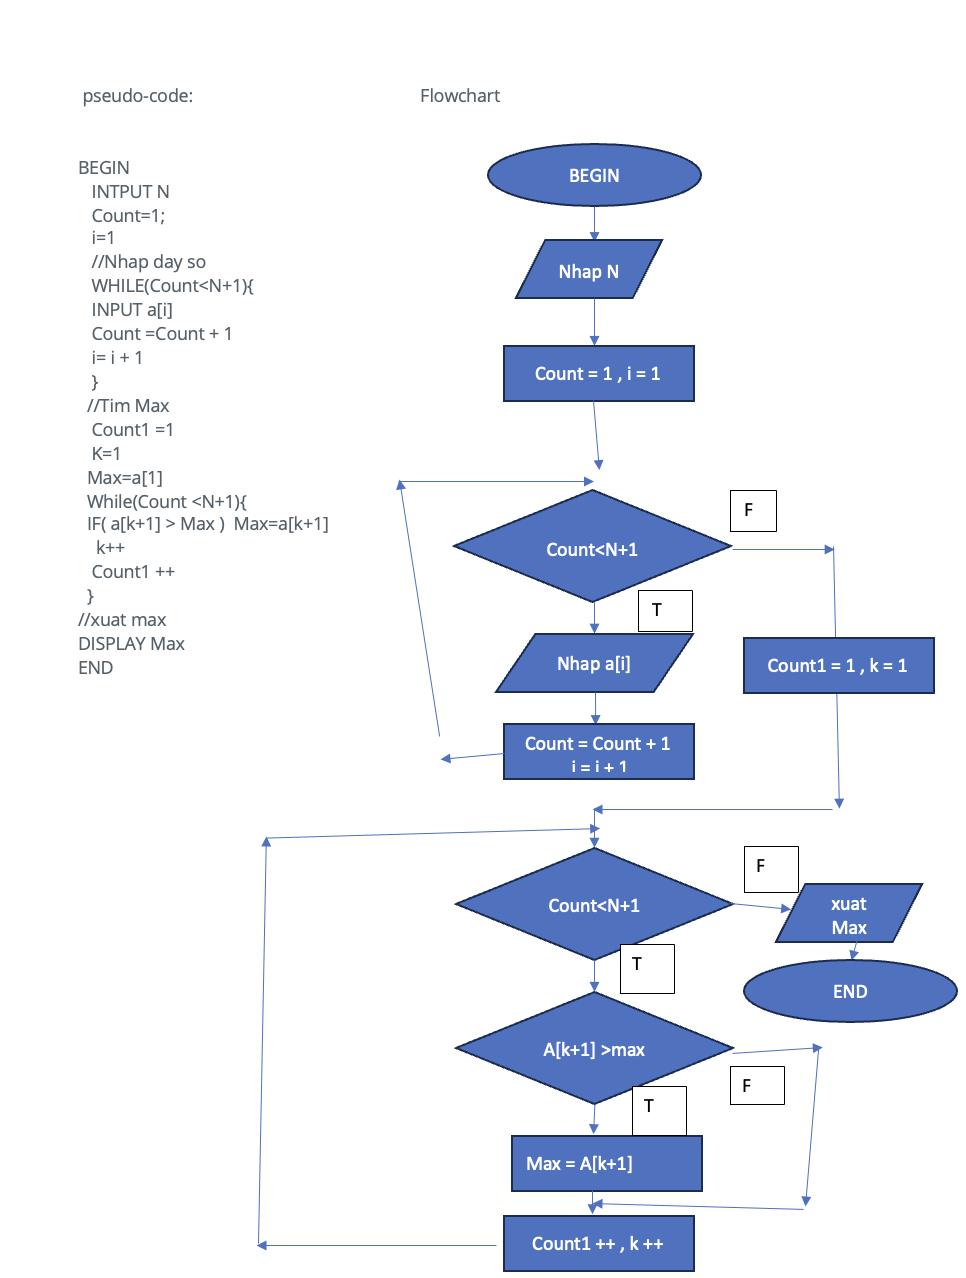 pseudo-code:
Flowchart
BEGIN
INTPUT N
Count=1;
i=1
//Nhap day so
WHILE(Count<N+1){
INPUT a[i]
Count =Count + 1
i= i + 1
}
//Tim Max
Count1 =1
K=1
Max=a[1]
While(Count <N+1){
IF( a[k+1] > Max ) Max=a[k+1]
k++
Count1 ++
}
//xuat max
DISPLAY Max
END
BEGIN
Nhap N
Count = 1 , i = 1
Count<N+1
F
T
Nhap a[i]
Count1 = 1 , k = 1
Count = Count + 1
i = i + 1
Count<N+1
F
xuat
Max
T
END
A[k+1] >max
F
T
Max = A[k+1]
Count1 ++ , k ++